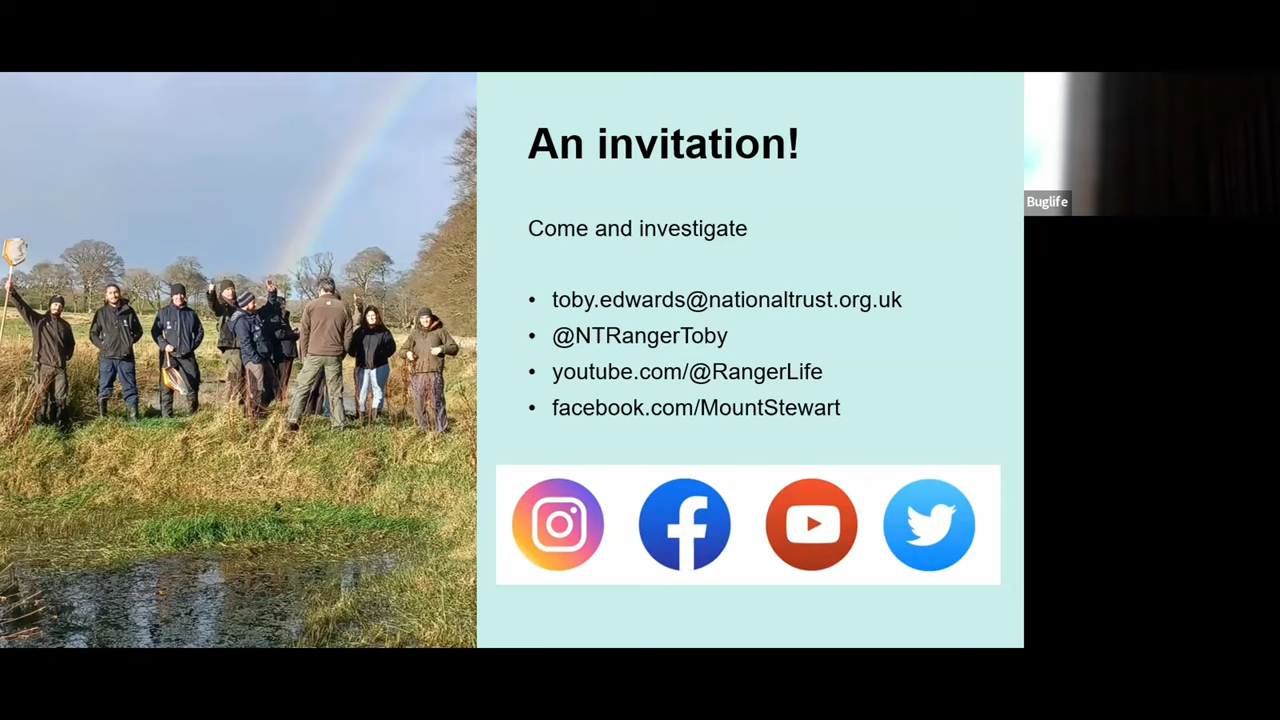 An invitation!
Come and investigate
• toby.edwards@nationaltrust.org.uk
• @NTRangerToby
• youtube.com/@RangerLife
• facebook.com/MountStewart
Buglife